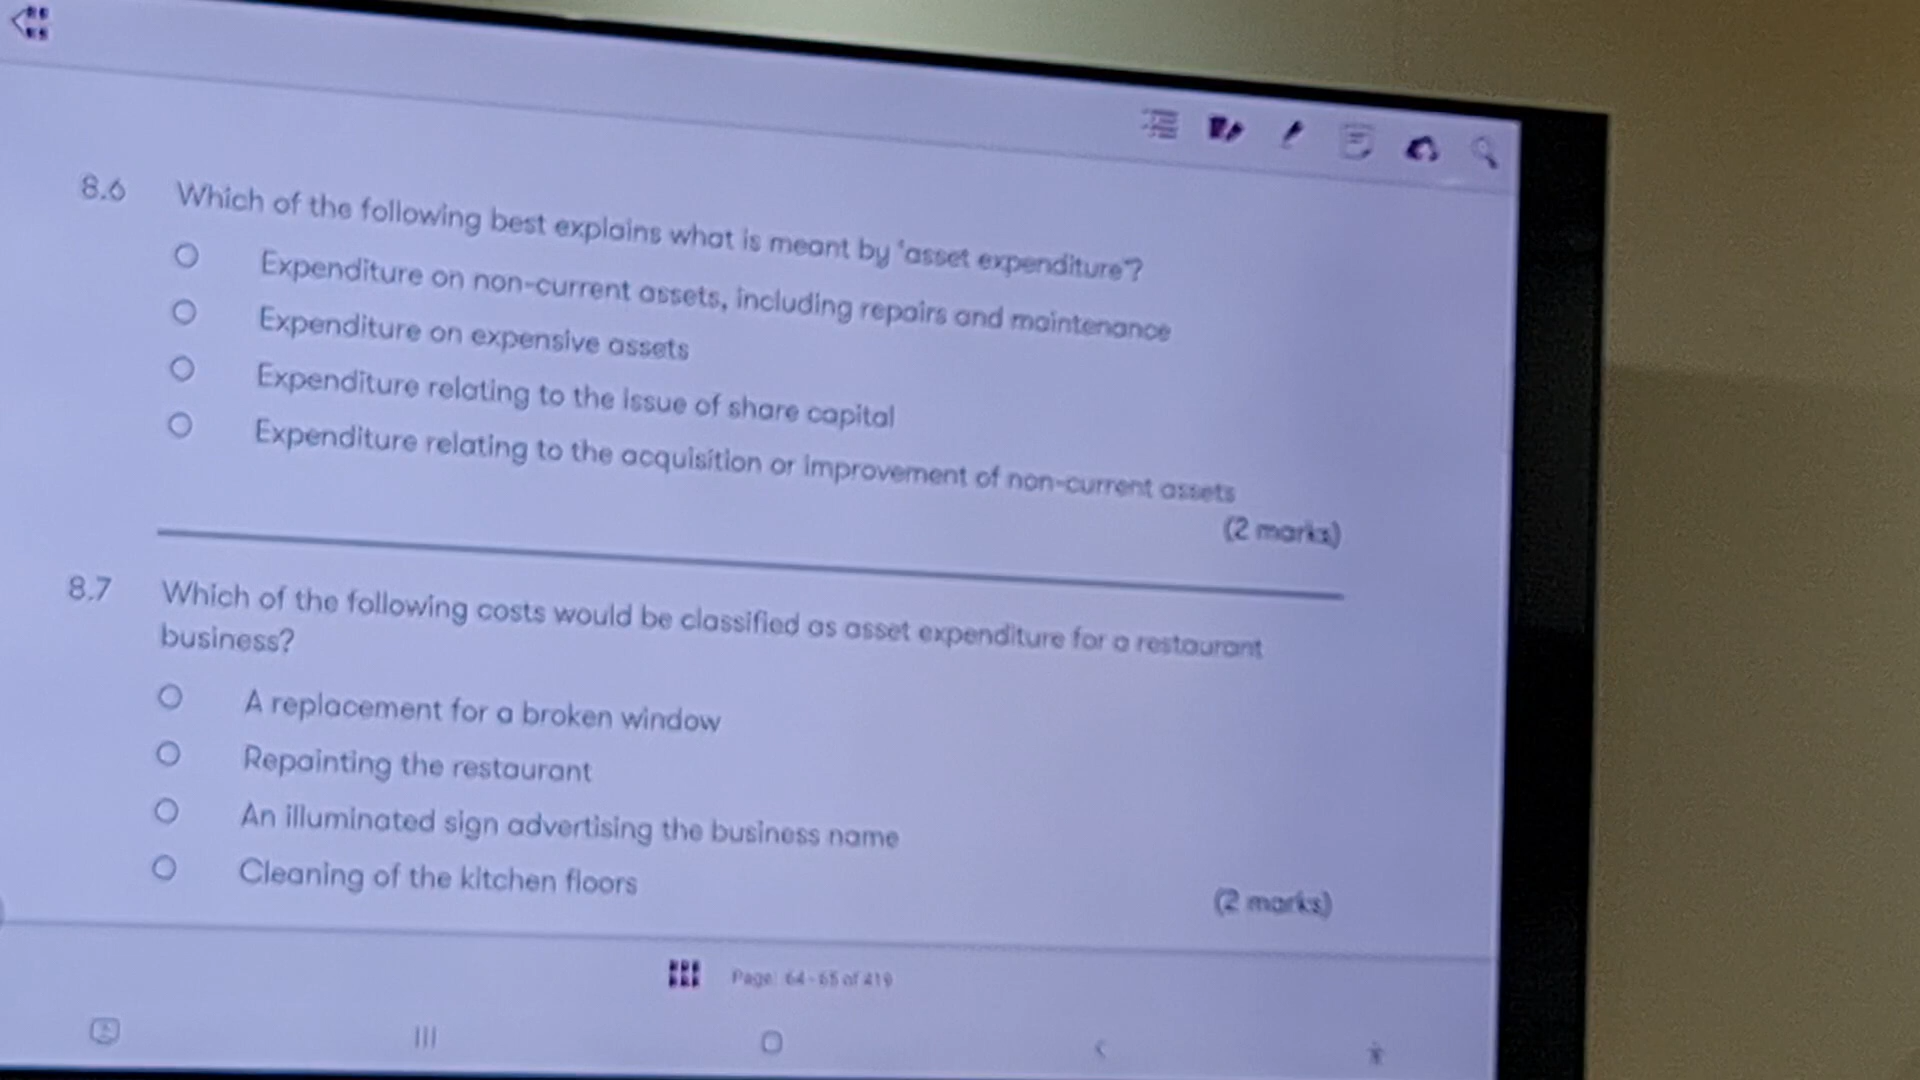 8.6 Which of the following best explains what is meant by 'asset expenditure'?
Expenditure on non-current assets, including repairs and maintenance
Expenditure on expensive assets
Expenditure relating to the issue of share capital
Expenditure relating to the acquisition or improvement of non-current assets
(2 marks)
8.7 Which of the following costs would be classified as asset expenditure for a restaurant
business?
A replacement for a broken window
Repainting the restaurant
An illuminated sign advertising the business name
Cleaning of the kitchen floors
(2 marks)
Page: 64-65 of 419